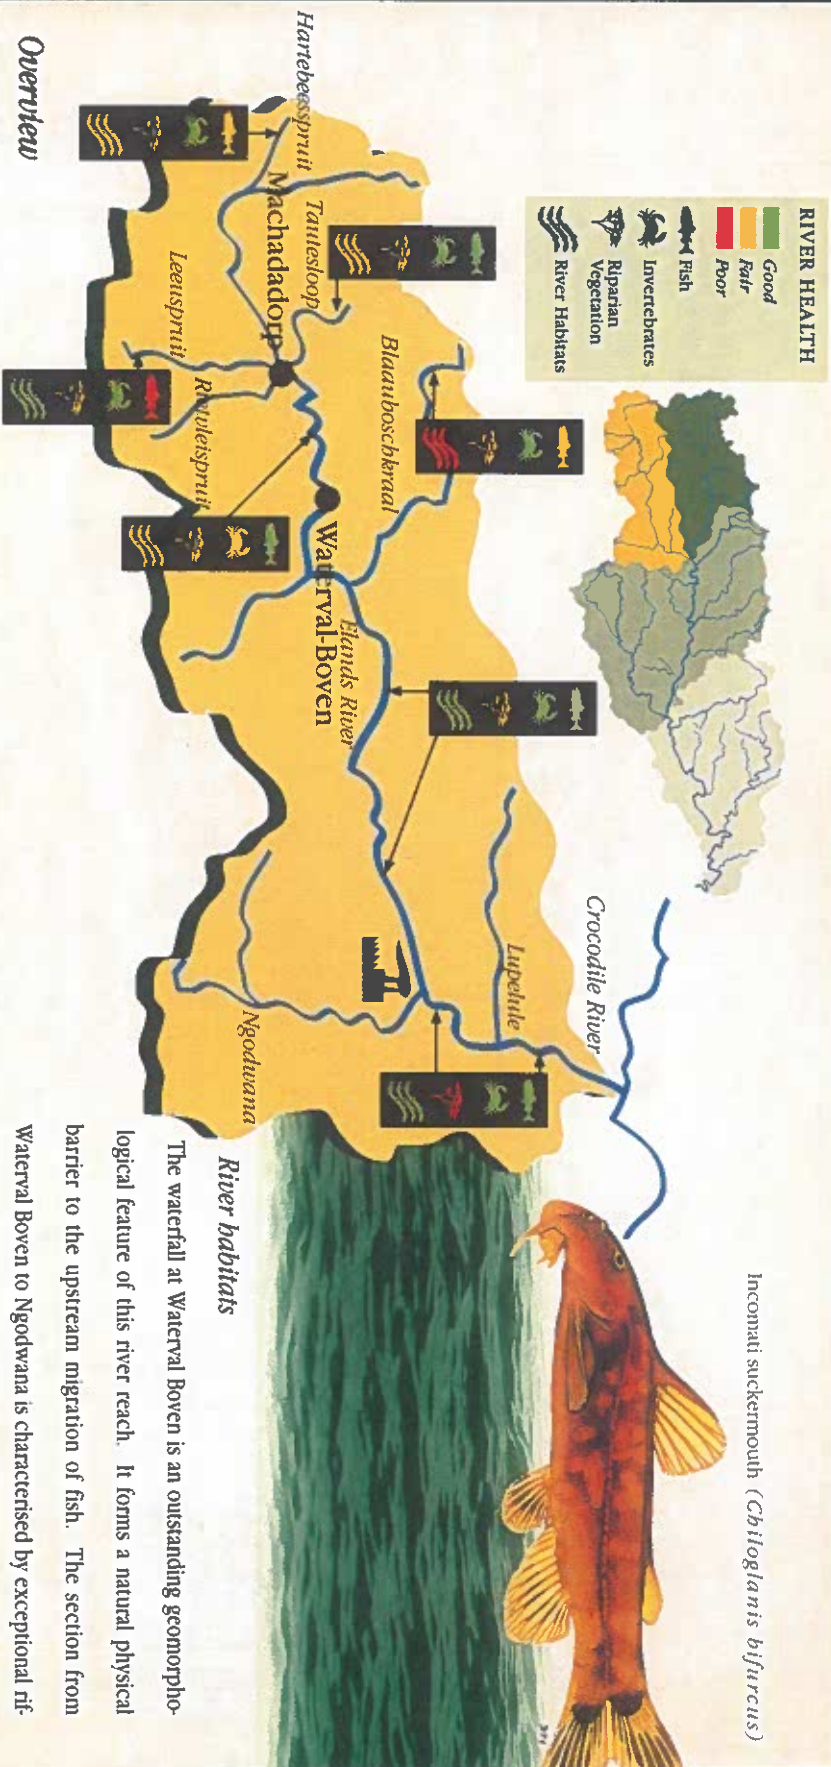 RIVER HEALTH
Good
Fair
Poor
Fish
Invertebrates
Riparian
Vegetation
River Habitats
Incomati suckermouth (Chiloglanis bifurcus)
Crocodile River
Lupelule
Blaauboschkraal
Elands River
Waterval-Boven
Tautesloop
Hartebeesspruit
Machadadorp
Ngodwana
Rietvleispruit
Leeuspruit
Overview
River habitats
The waterfall at Waterval Boven is an outstanding geomorpho-
logical feature of this river reach. It forms a natural physical
barrier to the upstream migration of fish. The section from
Waterval Boven to Ngodwana is characterised by exceptional rif-